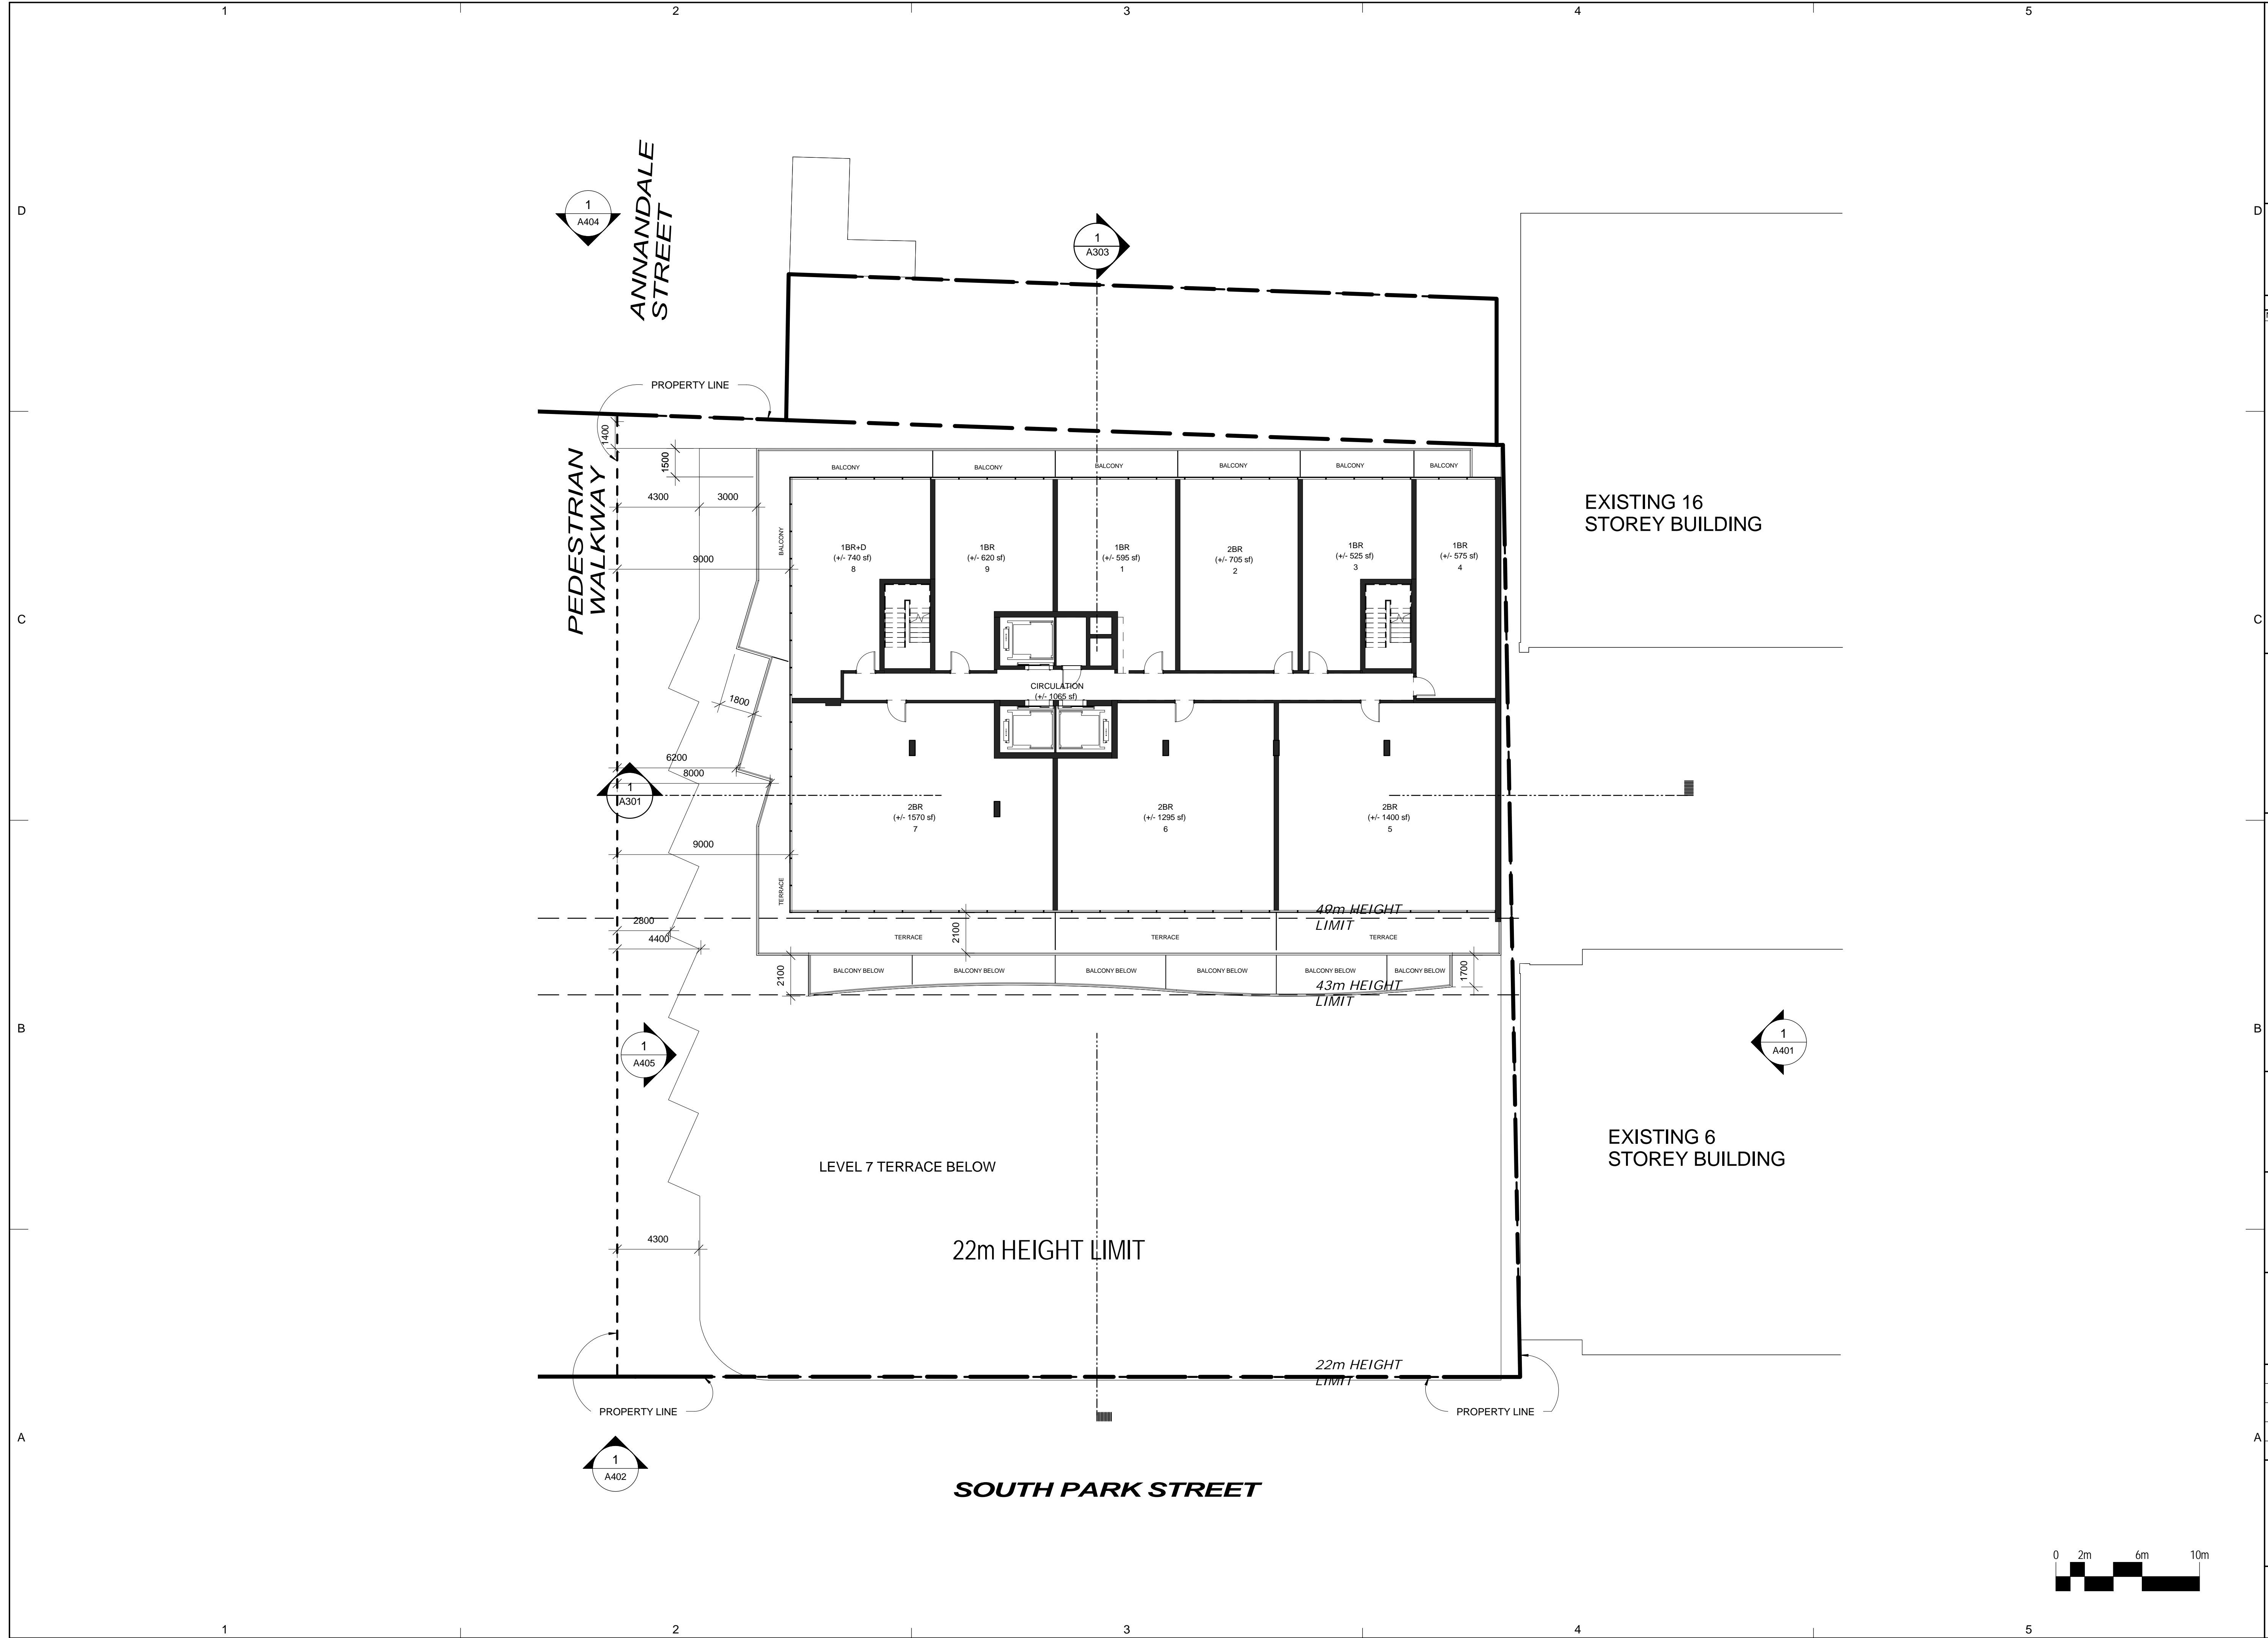 1
2
3
4
5
D
D
1
A404
ANNANDALE
STREET
1
A303
PROPERTY LINE
1400
1500
PEDESTRIAN
WALKWAY
4300
3000
9000
BALCONY
BALCONY
BALCONY
BALCONY
BALCONY
BALCONY
BALCONY
EXISTING 16
STOREY BUILDING
1BR+D
(+/- 740 sf)
8
1BR
(+/- 620 sf)
9
1BR
(+/- 595 sf)
1
2BR
(+/- 705 sf)
2
1BR
(+/- 525 sf)
3
1BR
(+/- 575 sf)
4
C
C
CIRCULATION
(+/- 1065 sf)
1800
6200
8000
1
A301
2BR
(+/- 1570 sf)
7
2BR
(+/- 1295 sf)
6
2BR
(+/- 1400 sf)
5
9000
TERRACE
2800
4400
49m HEIGHT
LIMIT
TERRACE
2100
TERRACE
TERRACE
2100
BALCONY BELOW
BALCONY BELOW
BALCONY BELOW
BALCONY BELOW
BALCONY BELOW
BALCONY BELOW
1700
43m HEIGHT
LIMIT
B
B
1
A405
1
A401
EXISTING 6
STOREY BUILDING
LEVEL 7 TERRACE BELOW
4300
22m HEIGHT LIMIT
22m HEIGHT
LIMIT
PROPERTY LINE
PROPERTY LINE
A
A
1
A402
SOUTH PARK STREET
0 2m 6m 10m
1
2
3
4
5